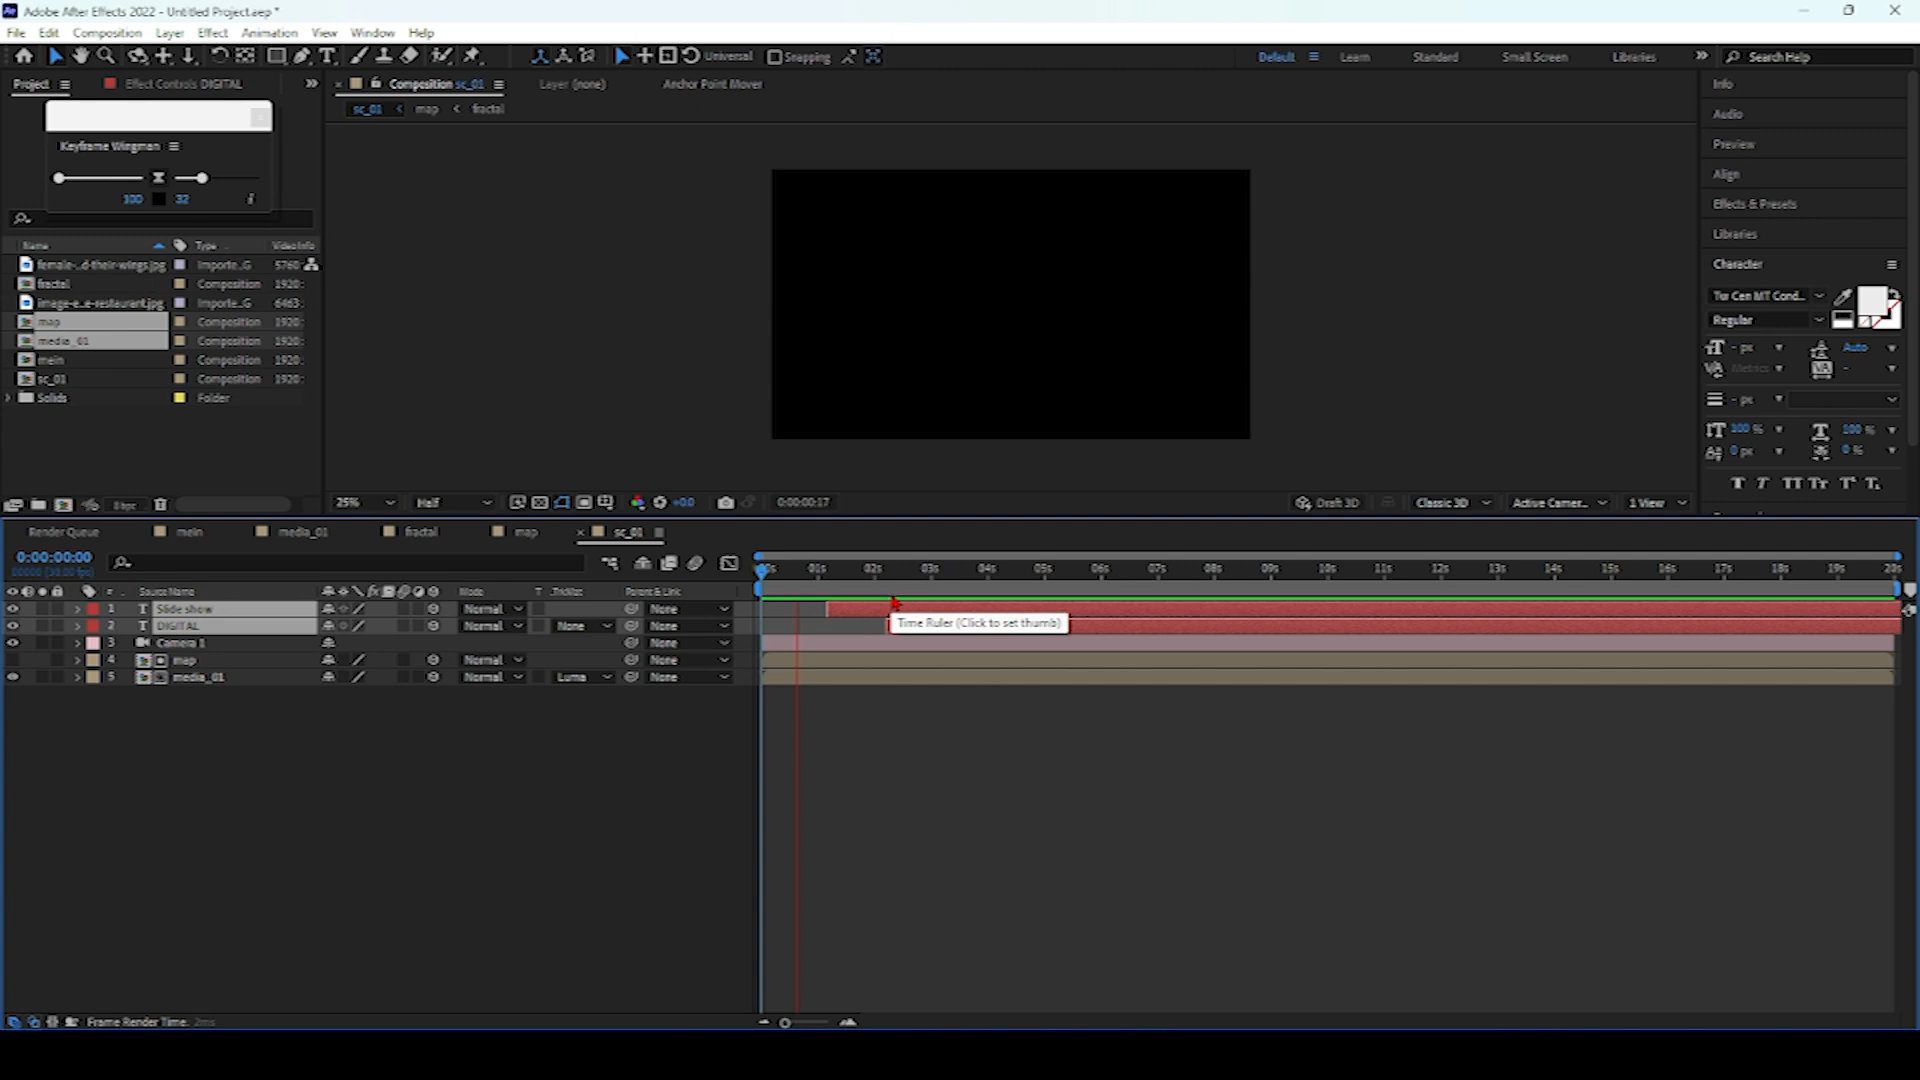 Adobe After Effects 2022 - Untitled Project.aep *
File Edit Composition Layer Effect Animation View Window Help
Universal Snapping Default Learn Standard Small Screen Libraries Search Help
Project Effect Controls DIGITAL Composition sc_01 Layer (none) Anchor Point Mover
sc_01 map fractal
Keyframe Wingman
100 32
Name Type Video Info
female-..d-their-wings.jpg Importe..G 5760
fractal Composition 1920
image-e..e-restaurant.jpg Importe..G 6463
map Composition 1920
media_01 Composition 1920
mein Composition 1920
sc_01 Composition 1920
Solids Folder
8 bpc
25% Half +0.0 0:00:00:17 Draft 3D Classic 3D Active Camer... 1 View
Info
Audio
Preview
Align
Effects & Presets
Libraries
Character
Tw Cen MT Cond...
Regular
- px Auto
Metrics -
- px
100 % 100 %
0 px 0 %
T T TT Tt T T
Render Queue mein media_01 fractal map sc_01
0:00:00:00
00000 (30.00 fps)
Source Name Mode T .TrkMat Parent & Link
01s 02s 03s 04s 05s 06s 07s 08s 09s 10s 11s 12s 13s 14s 15s 16s 17s 18s 19s 20s
1 T Slide show Normal None
2 T DIGITAL Normal None None
3 Camera 1 None
4 map Normal None
5 media_01 Normal Luma None
Time Ruler (Click to set thumb)
Frame Render Time: 2ms